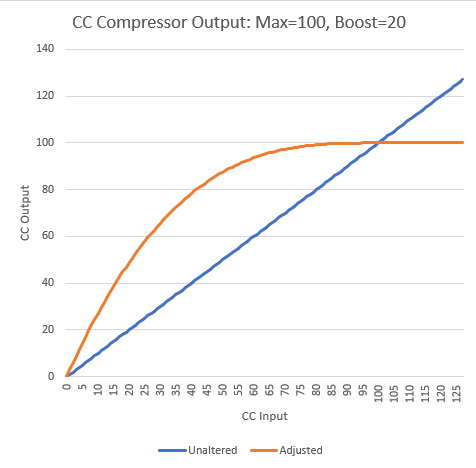 CC Compressor Output: Max=100, Boost=20
140
120
100
80
60
40
20
0
CC Output
0 5 10 15 20 25 30 35 40 45 50 55 60 65 70 75 80 85 90 95 100 105 110 115 120 125
CC Input
Unaltered Adjusted